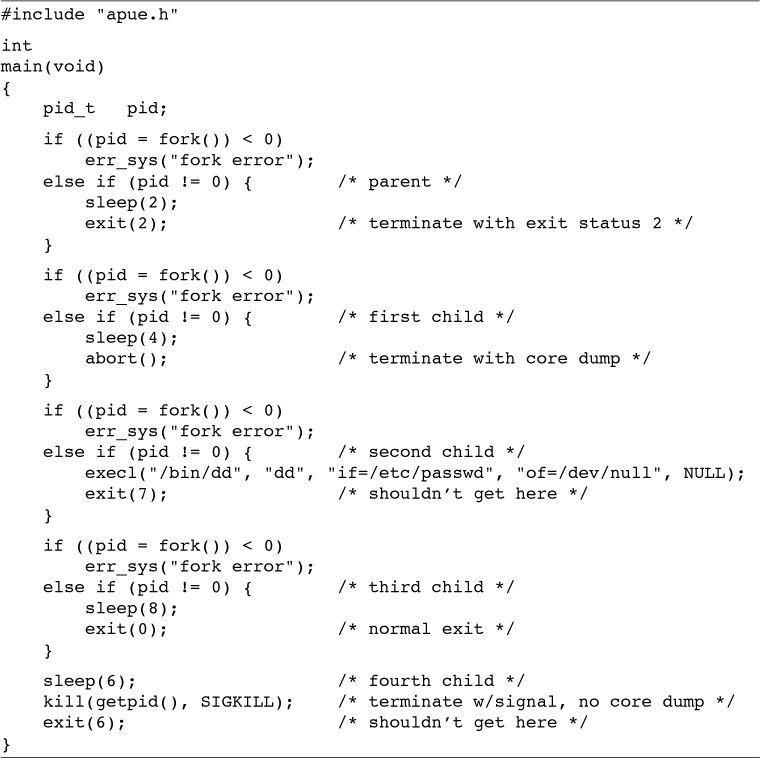 #include "apue.h"
int
main(void)
{
    pid_t   pid;
    if ((pid = fork()) < 0)
        err_sys("fork error");
    else if (pid != 0) {        /* parent */
        sleep(2);
        exit(2);                /* terminate with exit status 2 */
    }
    if ((pid = fork()) < 0)
        err_sys("fork error");
    else if (pid != 0) {        /* first child */
        sleep(4);
        abort();                /* terminate with core dump */
    }
    if ((pid = fork()) < 0)
        err_sys("fork error");
    else if (pid != 0) {        /* second child */
        execl("/bin/dd", "dd", "if=/etc/passwd", "of=/dev/null", NULL);
        exit(7);                /* shouldn’t get here */
    }
    if ((pid = fork()) < 0)
        err_sys("fork error");
    else if (pid != 0) {        /* third child */
        sleep(8);
        exit(0);                /* normal exit */
    }
    sleep(6);                   /* fourth child */
    kill(getpid(), SIGKILL);    /* terminate w/signal, no core dump */
    exit(6);                    /* shouldn’t get here */
}